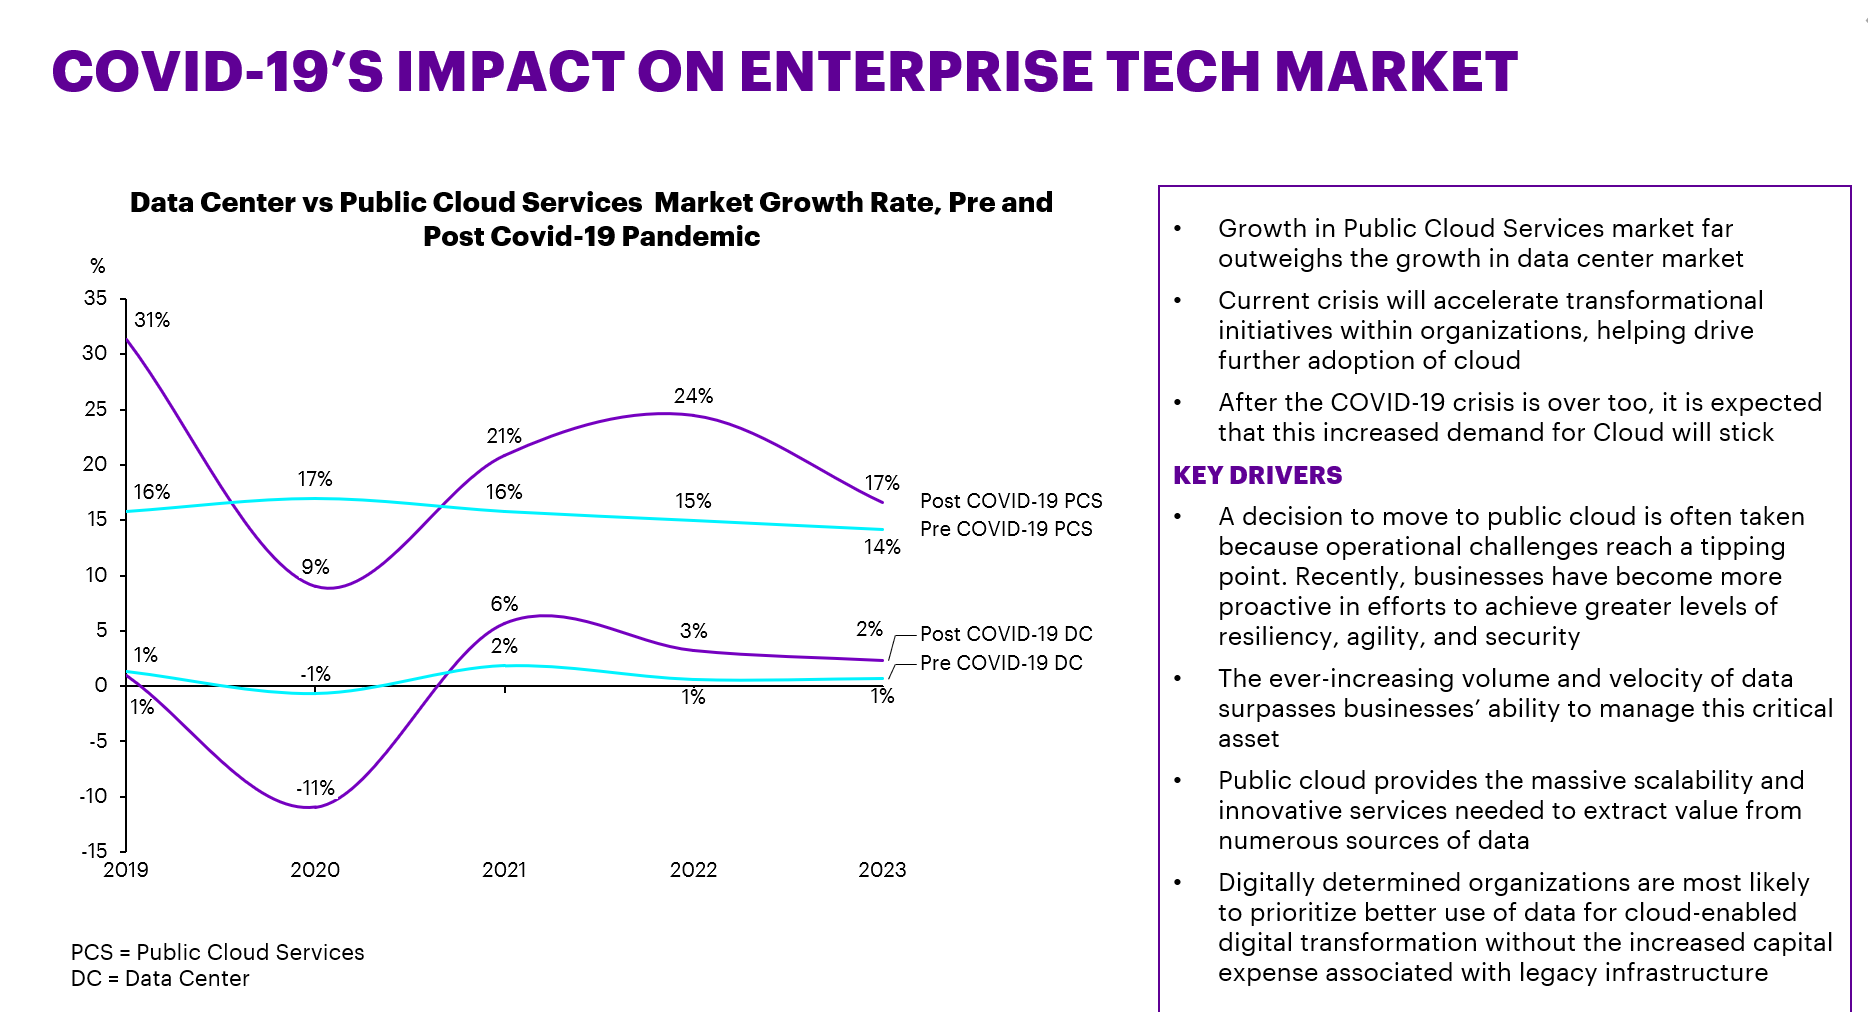 COVID-19’S IMPACT ON ENTERPRISE TECH MARKET
Data Center vs Public Cloud Services  Market Growth Rate, Pre and
Post Covid-19 Pandemic
%
35
30
25
20
15
10
5
0
-5
-10
-15
31%
9%
21%
24%
17%
16%
17%
16%
15%
14%
1%
-11%
6%
3%
2%
1%
-1%
2%
1%
1%
Post COVID-19 PCS
Pre COVID-19 PCS
Post COVID-19 DC
Pre COVID-19 DC
2019
2020
2021
2022
2023
PCS = Public Cloud Services
DC = Data Center
• Growth in Public Cloud Services market far
outweighs the growth in data center market
• Current crisis will accelerate transformational
initiatives within organizations, helping drive
further adoption of cloud
• After the COVID-19 crisis is over too, it is expected
that this increased demand for Cloud will stick
KEY DRIVERS
• A decision to move to public cloud is often taken
because operational challenges reach a tipping
point. Recently, businesses have become more
proactive in efforts to achieve greater levels of
resiliency, agility, and security
• The ever-increasing volume and velocity of data
surpasses businesses’ ability to manage this critical
asset
• Public cloud provides the massive scalability and
innovative services needed to extract value from
numerous sources of data
• Digitally determined organizations are most likely
to prioritize better use of data for cloud-enabled
digital transformation without the increased capital
expense associated with legacy infrastructure